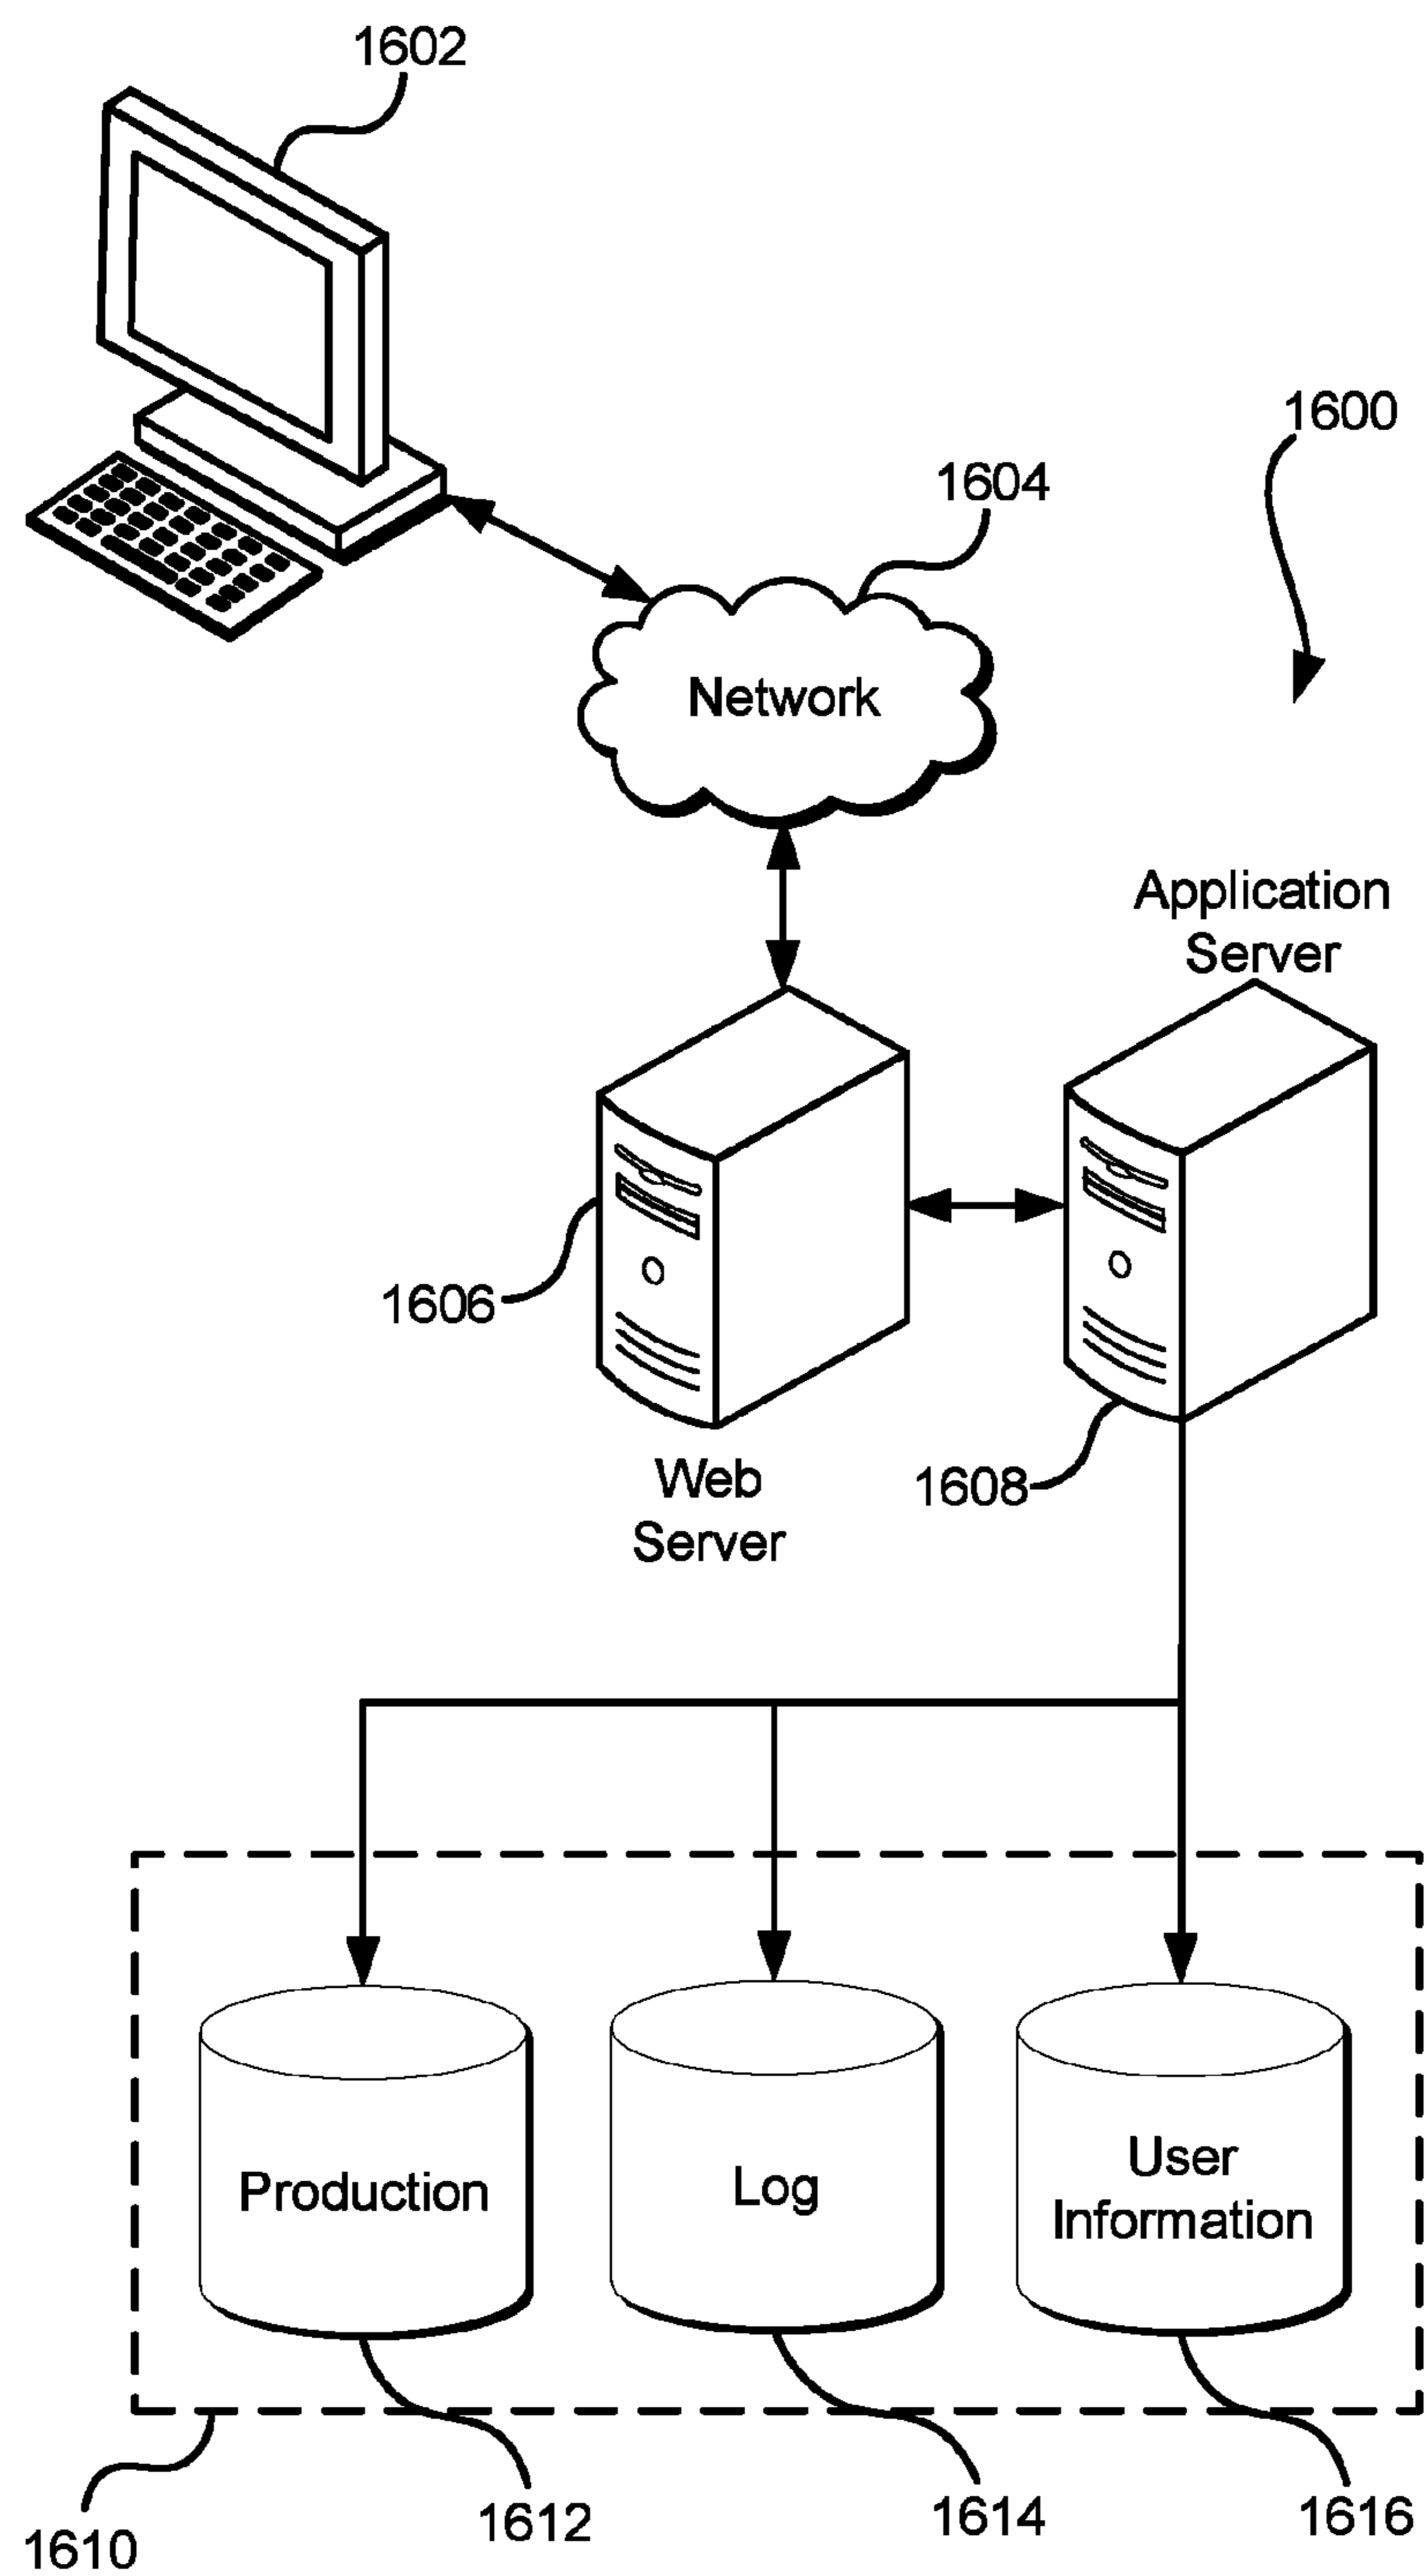 1602
1600
1604
Network
Application
Server
1606
Web
Server
1608
Production
Log
User
Information
1610
1612
1614
1616